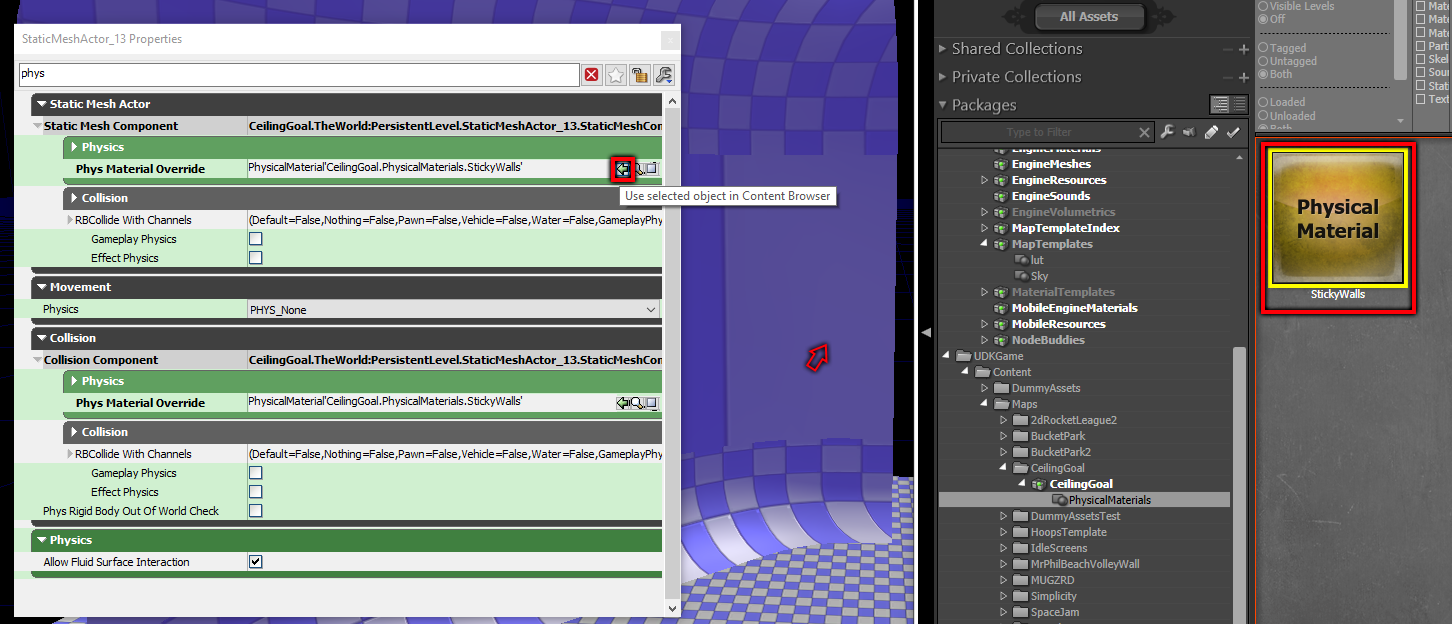 StaticMeshActor_13 Properties
phys
Static Mesh Actor
Static Mesh Component CeilingGoal.TheWorld:PersistentLevel.StaticMeshActor_13.StaticMeshCom
Physics
Phys Material Override PhysicalMaterial'CeilingGoal.PhysicalMaterials.StickyWalls'
Use selected object in Content Browser
Collision
RBCollide With Channels (Default=False,Nothing=False,Pawn=False,Vehicle=False,Water=False,GameplayPhy
Gameplay Physics
Effect Physics
Movement
Physics PHYS_None
Collision
Collision Component CeilingGoal.TheWorld:PersistentLevel.StaticMeshActor_13.StaticMeshCom
Physics
Phys Material Override PhysicalMaterial'CeilingGoal.PhysicalMaterials.StickyWalls'
Collision
RBCollide With Channels (Default=False,Nothing=False,Pawn=False,Vehicle=False,Water=False,GameplayPhy
Gameplay Physics
Effect Physics
Phys Rigid Body Out Of World Check
Physics
Allow Fluid Surface Interaction
All Assets
Shared Collections
Private Collections
Packages
Type to Filter
EngineMaterials
EngineMeshes
EngineResources
EngineSounds
EngineVolumetrics
MapTemplateIndex
MapTemplates
lut
Sky
MaterialTemplates
MobileEngineMaterials
MobileResources
NodeBuddies
UDKGame
Content
DummyAssets
Maps
2dRocketLeague2
BucketPark
BucketPark2
CeilingGoal
CeilingGoal
PhysicalMaterials
DummyAssetsTest
HoopsTemplate
IdleScreens
MrPhilBeachVolleyWall
MUGZRD
Simplicity
SpaceJam
Visible Levels
Off
Tagged
Untagged
Both
Loaded
Unloaded
Both
Mate
Mate
Mate
Part
Skel
Sour
Stati
Text
Physical
Material
StickyWalls